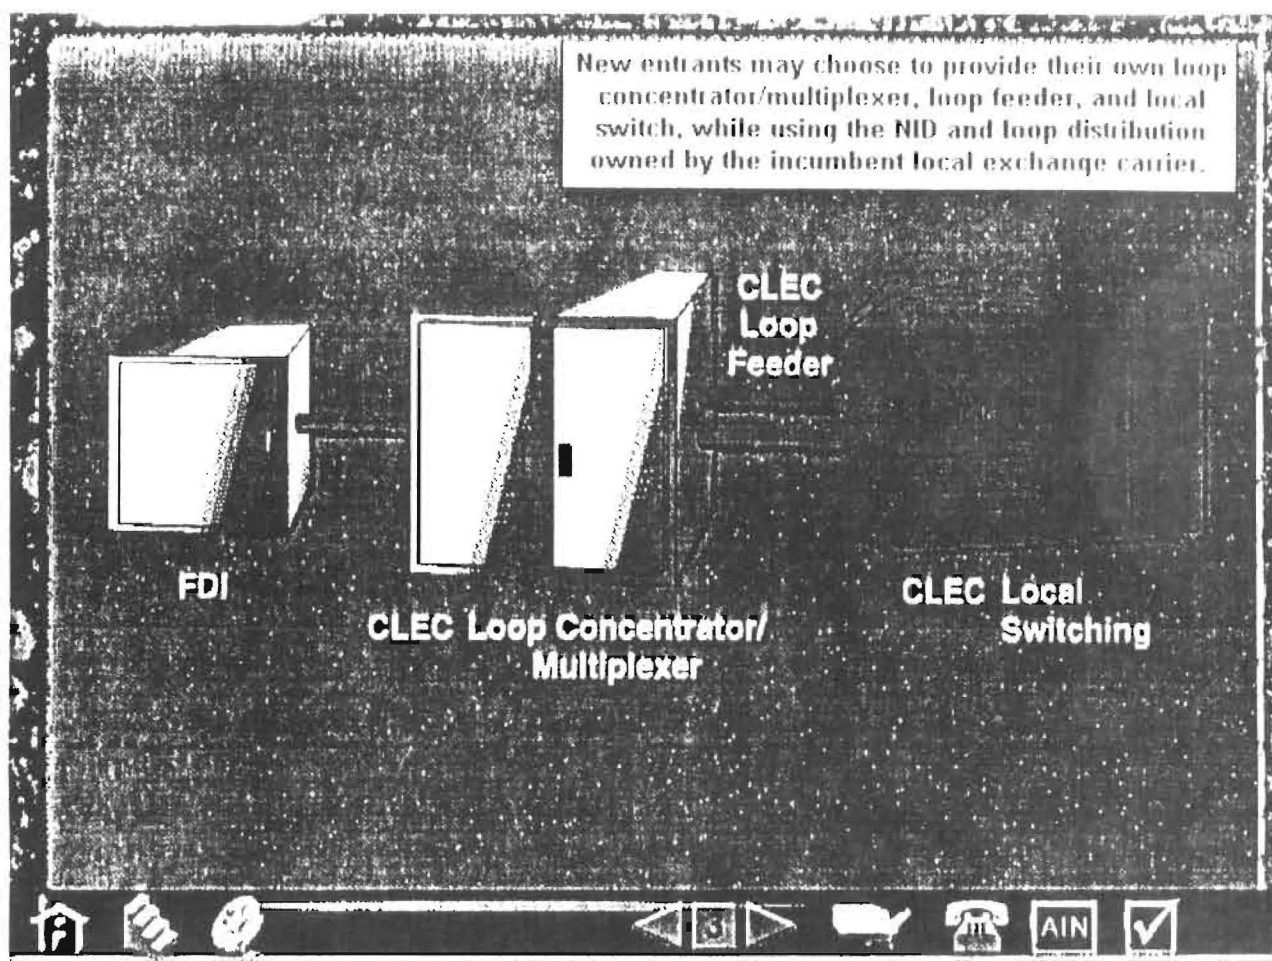 New entrants may choose to provide their own loop
concentrator/multiplexer, loop feeder, and local
switch, while using the NID and loop distribution
owned by the incumbent local exchange carrier.
CLEC
Loop
Feeder
FDI
CLEC Loop Concentrator/
Multiplexer
CLEC Local
Switching
3
AIN